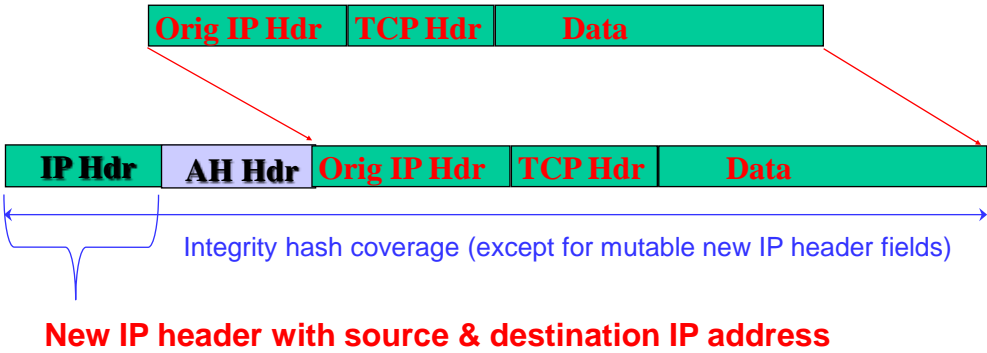 Orig IP Hdr TCP Hdr Data
IP Hdr AH Hdr Orig IP Hdr TCP Hdr Data
Integrity hash coverage (except for mutable new IP header fields)
New IP header with source & destination IP address